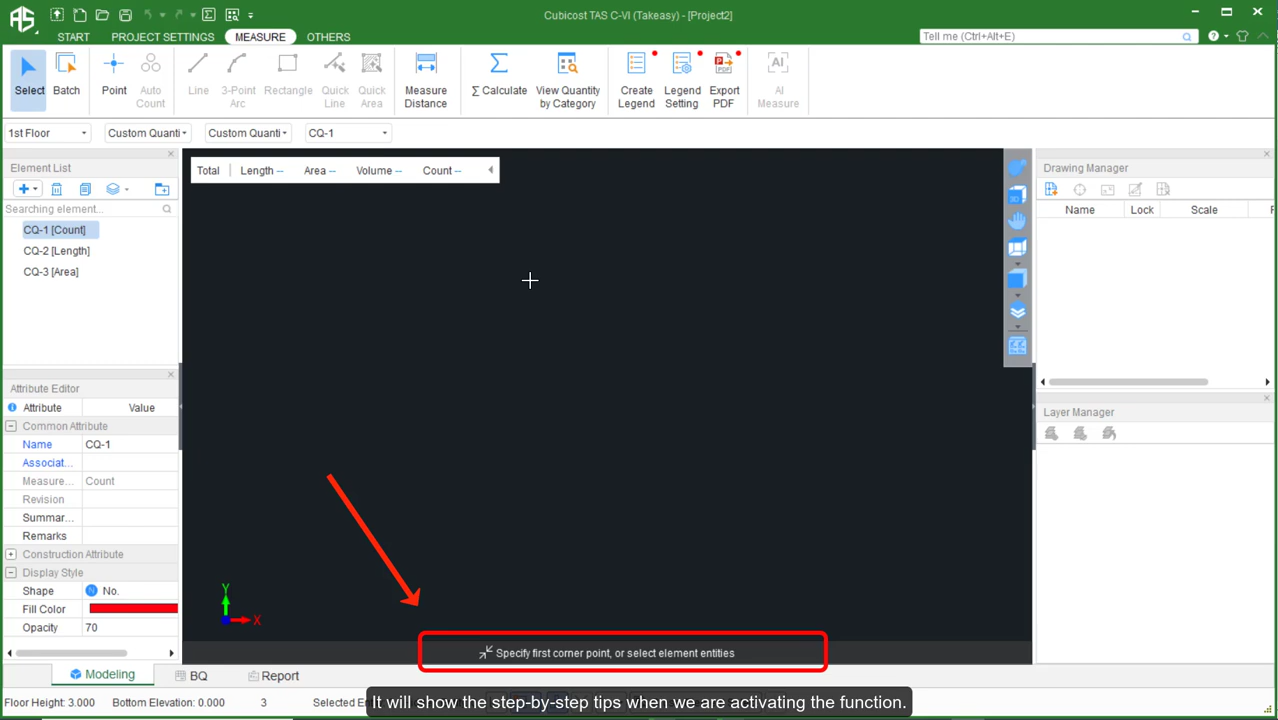 AS
Cubicost TAS C-VI (Takeasy) - [Project2]
START PROJECT SETTINGS MEASURE OTHERS
Tell me (Ctrl+Alt+E)
Select Batch Point Auto Count Line 3-Point Arc Rectangle Quick Line Quick Area Measure Distance Σ Calculate View Quantity by Category Create Legend Legend Setting Export PDF AI Measure
1st Floor Custom Quanti Custom Quanti CQ-1
Element List
Searching element...
CQ-1 [Count]
CQ-2 [Length]
CQ-3 [Area]
Attribute Editor
Attribute Value
Common Attribute
Name CQ-1
Associat...
Measure... Count
Revision
Summar...
Remarks
Construction Attribute
Display Style
Shape No.
Fill Color
Opacity 70
Total Length -- Area -- Volume -- Count --
3D
Y
X
Specify first corner point, or select element entities
Drawing Manager
Name Lock Scale
Layer Manager
Modeling BQ Report
Floor Height: 3.000 Bottom Elevation: 0.000 3
It will show the step-by-step tips when we are activating the function.